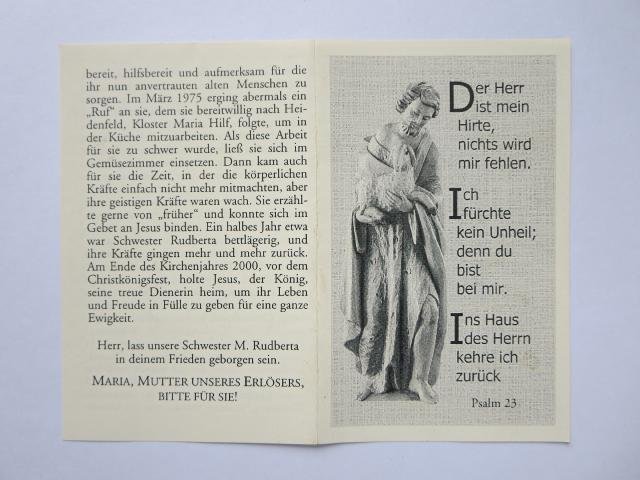 bereit, hilfsbereit und aufmerksam für die
ihr nun anvertrauten alten Menschen zu
sorgen. Im März 1975 erging abermals ein
„Ruf“ an sie, dem sie bereitwillig nach Hei-
denfeld, Kloster Maria Hilf, folgte, um in
der Küche mitzuarbeiten. Als diese Arbeit
für sie zu schwer wurde, ließ sie sich im
Gemüsezimmer einsetzen. Dann kam auch
für sie die Zeit, in der die körperlichen
Kräfte einfach nicht mehr mitmachten, aber
ihre geistigen Kräfte waren wach. Sie erzähl-
te gerne von „früher“ und konnte sich im
Gebet an Jesus binden. Ein halbes Jahr etwa
war Schwester Rudberta bettlägerig, und
ihre Kräfte gingen mehr und mehr zurück.
Am Ende des Kirchenjahres 2000, vor dem
Christkönigsfest, holte Jesus, der König,
seine treue Dienerin heim, um ihr Leben
und Freude in Fülle zu geben für eine ganze
Ewigkeit.
Herr, lass unsere Schwester M. Rudberta
in deinem Frieden geborgen sein.
MARIA, MUTTER UNSERES ERLÖSERS,
BITTE FÜR SIE!
Der Herr
ist mein
Hirte,
nichts wird
mir fehlen.
Ich
fürchte
kein Unheil;
denn du
bist
bei mir.
Ins Haus
des Herrn
kehre ich
zurück
Psalm 23